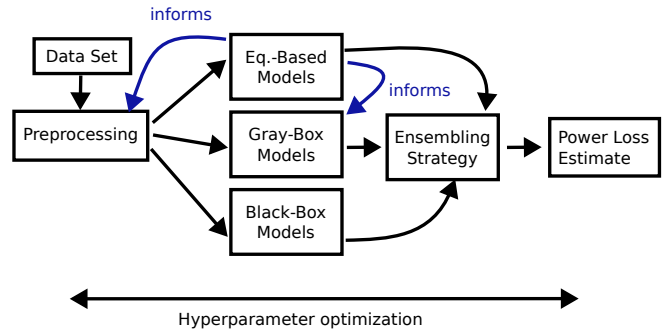 informs
Data Set
Eq.-Based
Models
informs
Preprocessing
Gray-Box
Models
Ensembling
Strategy
Power Loss
Estimate
Black-Box
Models
Hyperparameter optimization